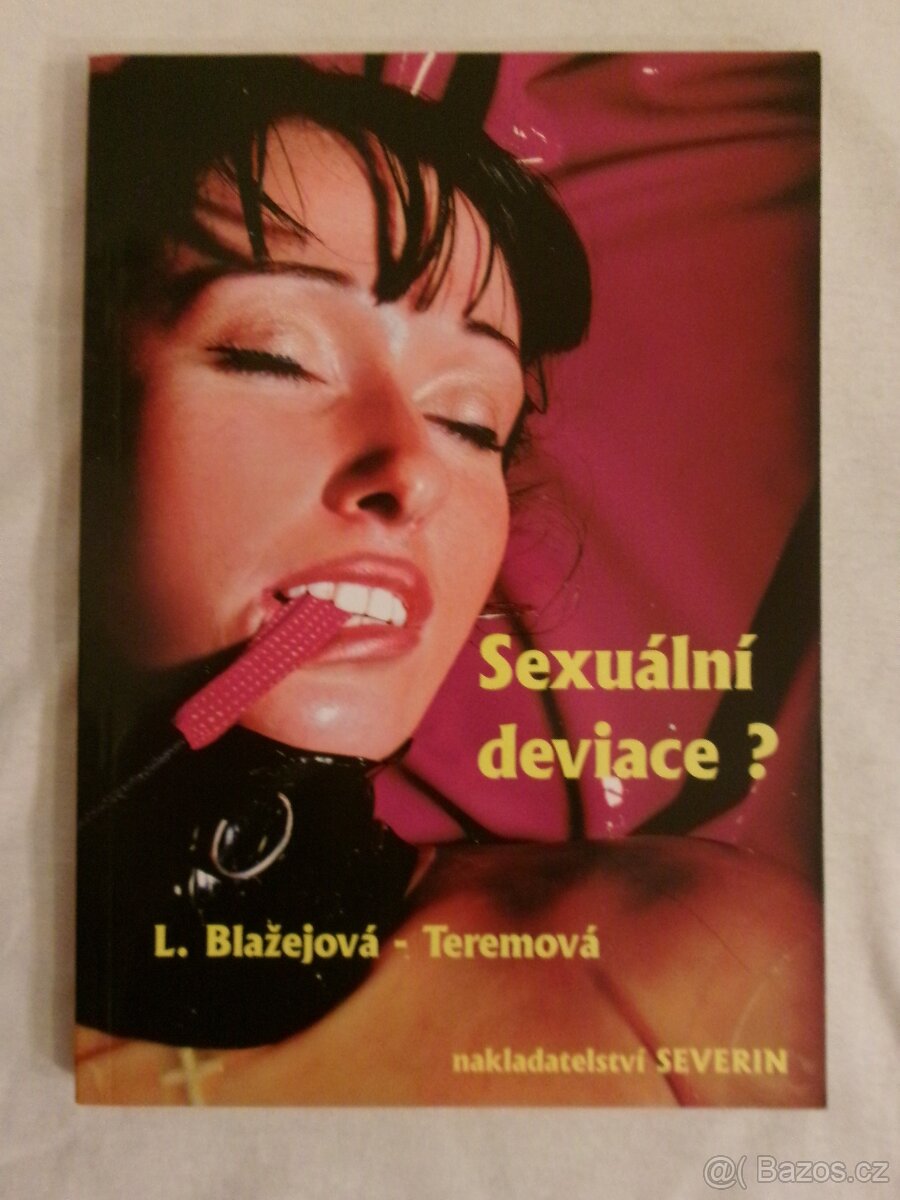 Sexuální
deviace ?
L. Blažejová - Teremová
nakladatelství SEVERIN
@( Bazos.cz